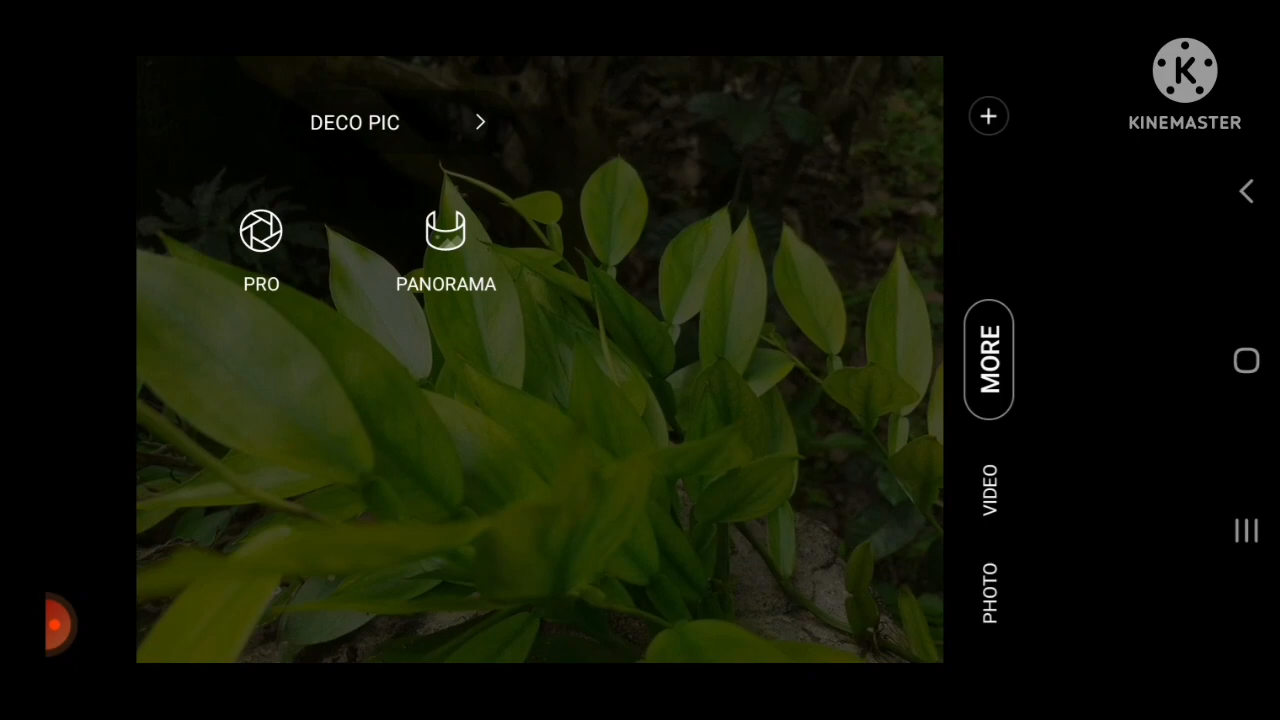 DECO PIC
PRO
PANORAMA
MORE
VIDEO
PHOTO
KINEMASTER